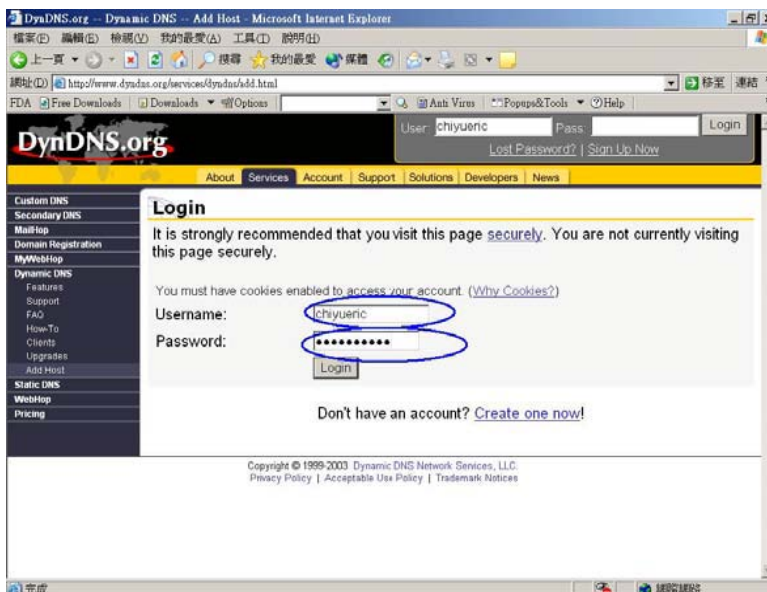 DynDNS.org -- Dynamic DNS -- Add Host - Microsoft Internet Explorer
檔案(F) 編輯(E) 檢視(V) 我的最愛(A) 工具(T) 說明(H)
上一頁 搜尋 我的最愛 媒體
網址(D) http://www.dyndns.org/services/dyndns/add.html 移至 連結
FDA Free Downloads Downloads Options Anti Virus Popups&Tools Help
DynDNS.org
User: chiyueric Pass: Login
Lost Password? | Sign Up Now
About Services Account Support Solutions Developers News
Custom DNS
Secondary DNS
MailHop
Domain Registration
MyWebHop
Dynamic DNS
Features
Support
FAQ
How-To
Clients
Upgrades
Add Host
Static DNS
WebHop
Pricing
Login
It is strongly recommended that you visit this page securely. You are not currently visiting
this page securely.
You must have cookies enabled to access your account. (Why Cookies?)
Username: chiyueric
Password: ••••••••••
Login
Don't have an account? Create one now!
Copyright © 1999-2003 Dynamic DNS Network Services, LLC.
Privacy Policy | Acceptable Use Policy | Trademark Notices
完成 網際網路